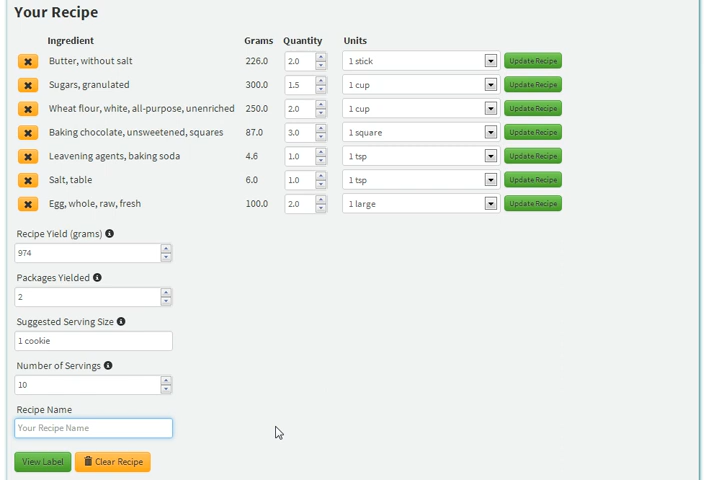 Your Recipe
Ingredient Grams Quantity Units
Butter, without salt 226.0 2.0 1 stick Update Recipe
Sugars, granulated 300.0 1.5 1 cup Update Recipe
Wheat flour, white, all-purpose, unenriched 250.0 2.0 1 cup Update Recipe
Baking chocolate, unsweetened, squares 87.0 3.0 1 square Update Recipe
Leavening agents, baking soda 4.6 1.0 1 tsp Update Recipe
Salt, table 6.0 1.0 1 tsp Update Recipe
Egg, whole, raw, fresh 100.0 2.0 1 large Update Recipe
Recipe Yield (grams)
974
Packages Yielded
2
Suggested Serving Size
1 cookie
Number of Servings
10
Recipe Name
Your Recipe Name
View Label Clear Recipe